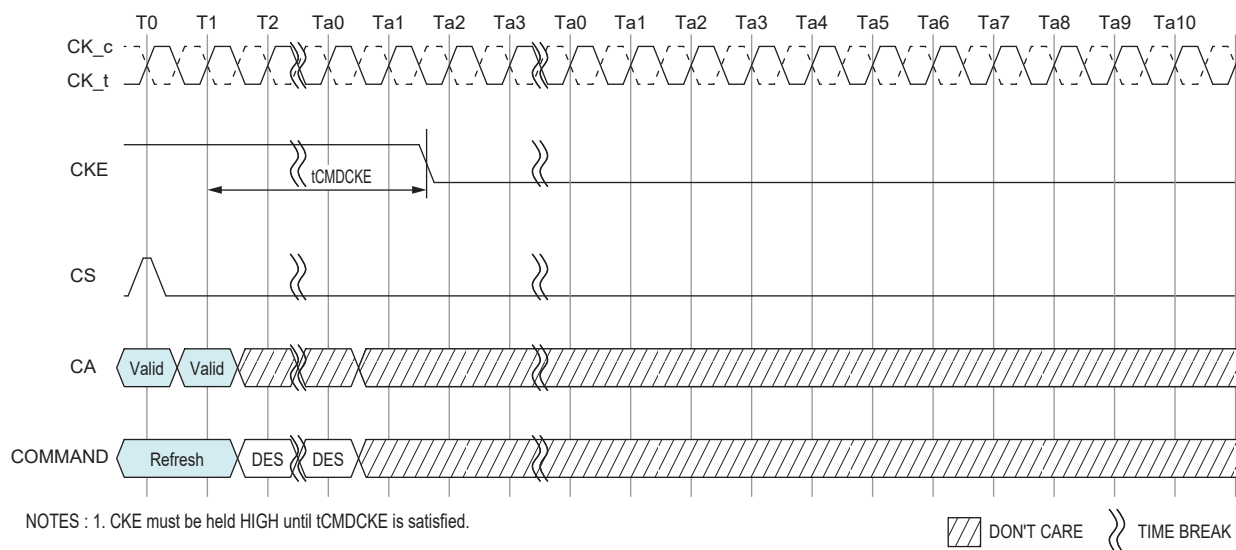 T0 T1 T2 Ta0 Ta1 Ta2 Ta3 Ta0 Ta1 Ta2 Ta3 Ta4 Ta5 Ta6 Ta7 Ta8 Ta9 Ta10
CK_c
CK_t
CKE
tCMDCKE
CS
CA Valid Valid
COMMAND Refresh DES DES
NOTES : 1. CKE must be held HIGH until tCMDCKE is satisfied.
DON'T CARE TIME BREAK